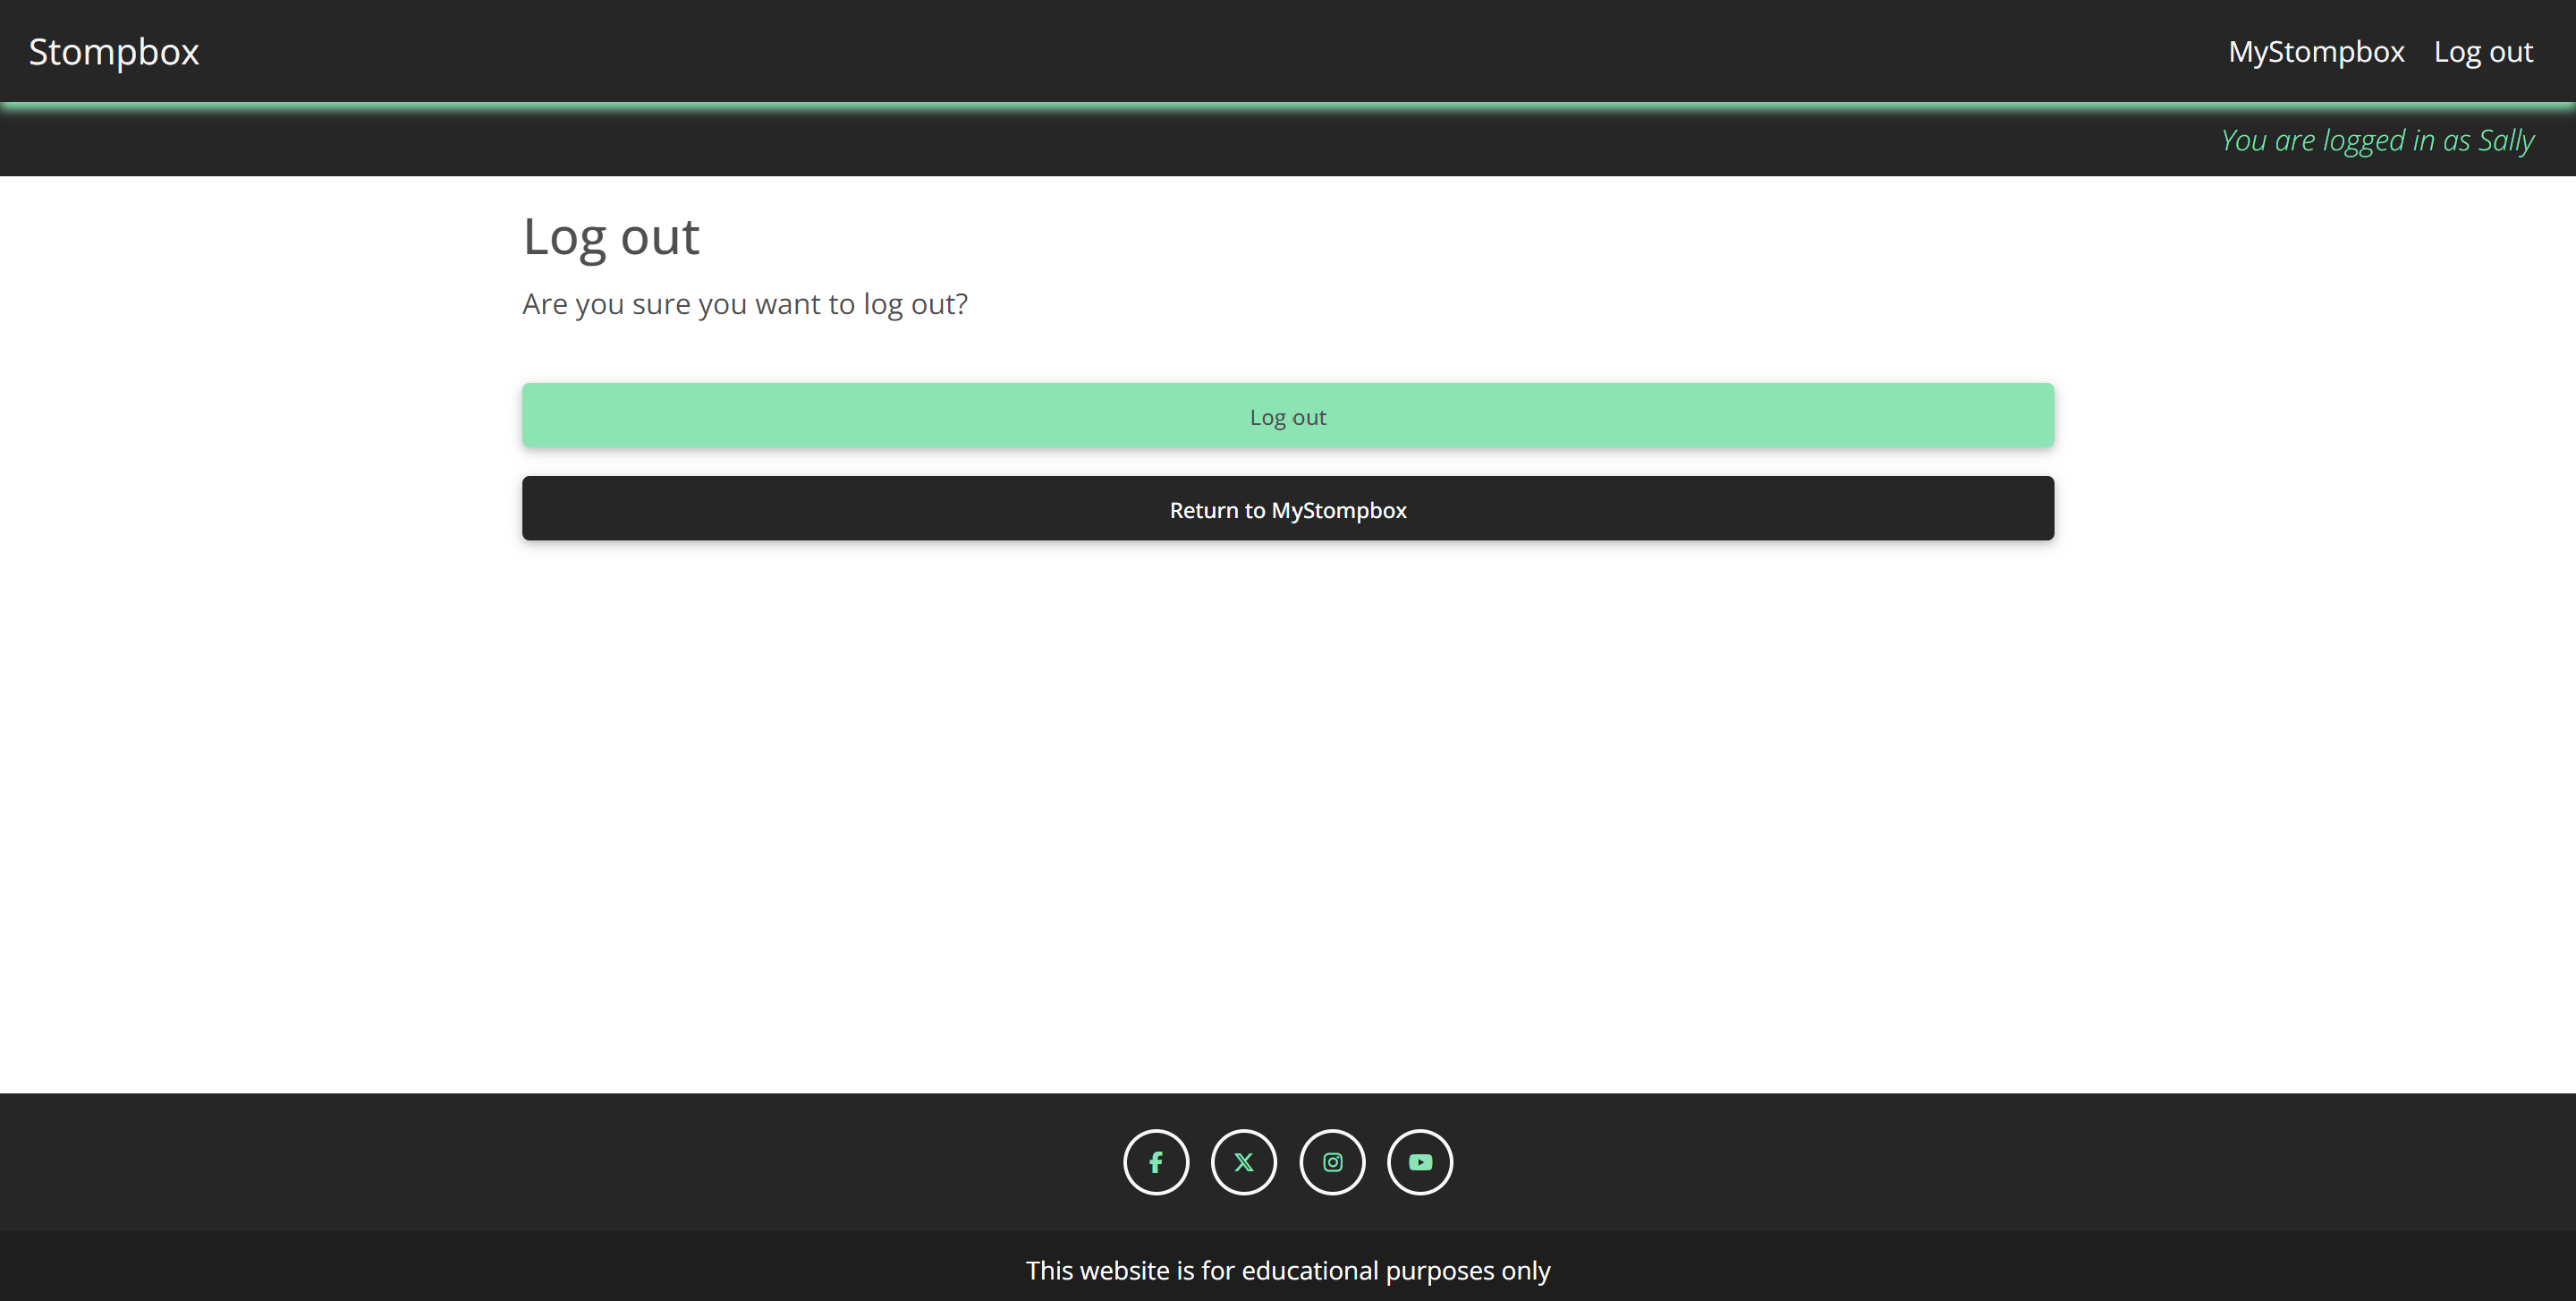 Stompbox
MyStompbox Log out
You are logged in as Sally
Log out
Are you sure you want to log out?
Log out
Return to MyStompbox
This website is for educational purposes only